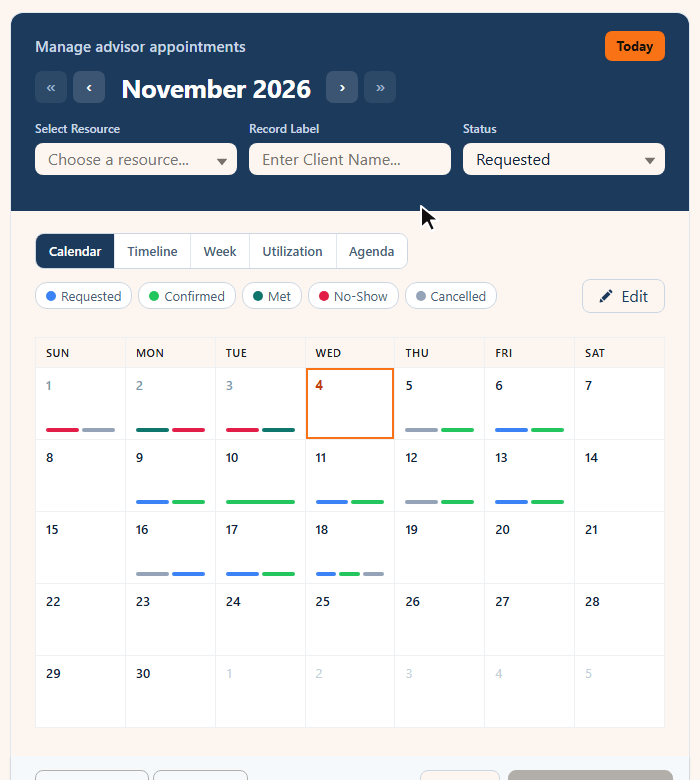 Manage advisor appointments
Today
« ‹ November 2026 › »
Select Resource Record Label Status
Choose a resource... Enter Client Name... Requested
Calendar Timeline Week Utilization Agenda
Requested Confirmed Met No-Show Cancelled Edit
SUN MON TUE WED THU FRI SAT
1 2 3 4 5 6 7
8 9 10 11 12 13 14
15 16 17 18 19 20 21
22 23 24 25 26 27 28
29 30 1 2 3 4 5